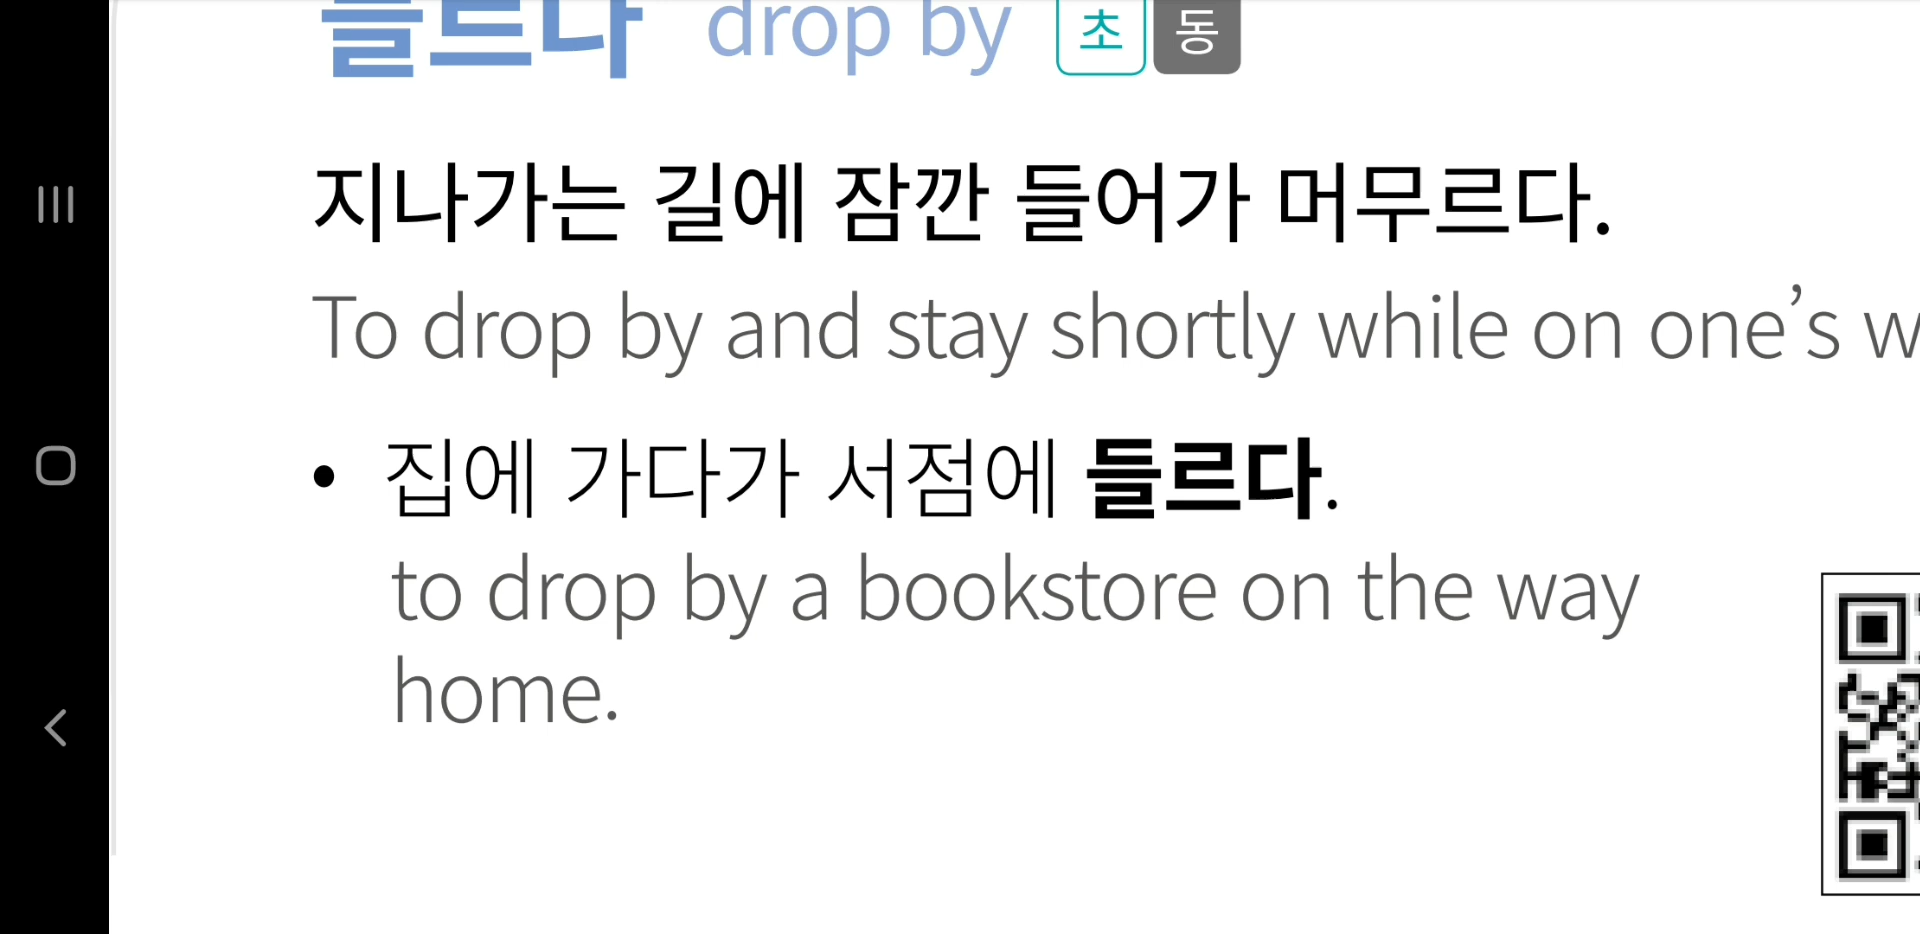 들르다 drop by 초 동
지나가는 길에 잠깐 들어가 머무르다.
To drop by and stay shortly while on one’s
• 집에 가다가 서점에 들르다.
to drop by a bookstore on the way
home.